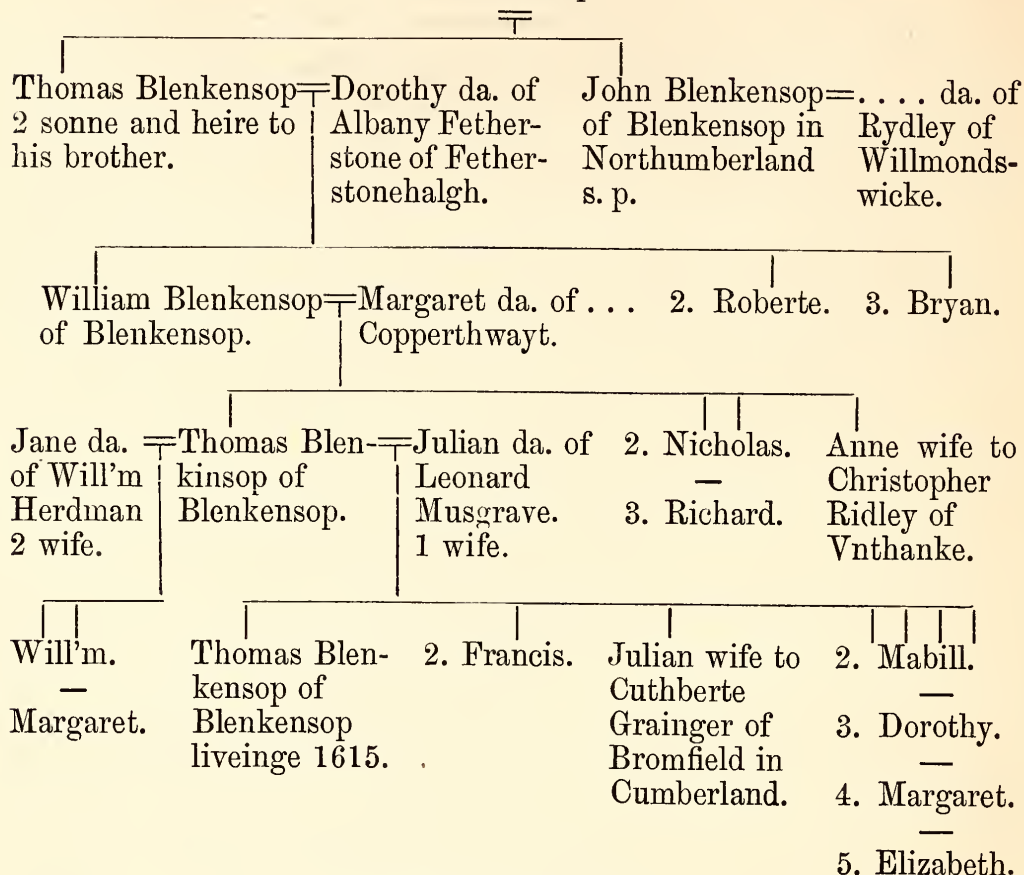 Thomas Blenkensop=Dorothy da. of
2 sonne and heire to Albany Fether-
his brother. stone of Fether-
stonehalgh.
John Blenkensop=. . . . da. of
of Blenkensop in Rydley of
Northumberland Willmonds-
s. p. wicke.
William Blenkensop=Margaret da. of . . .
of Blenkensop. Copperthwayt.
2. Roberte. 3. Bryan.
Jane da.
of Will'm
Herdman
2 wife.
Thomas Blen-
kinsop of
Blenkensop.
Julian da. of
Leonard
Musgrave.
1 wife.
2. Nicholas.
—
3. Richard.
Anne wife to
Christopher
Ridley of
Vnthanke.
Will'm.
—
Margaret.
Thomas Blen-
kensop of
Blenkensop
liveinge 1615.
2. Francis.
Julian wife to
Cuthberte
Grainger of
Bromfield in
Cumberland.
2. Mabill.
—
3. Dorothy.
—
4. Margaret.
—
5. Elizabeth.